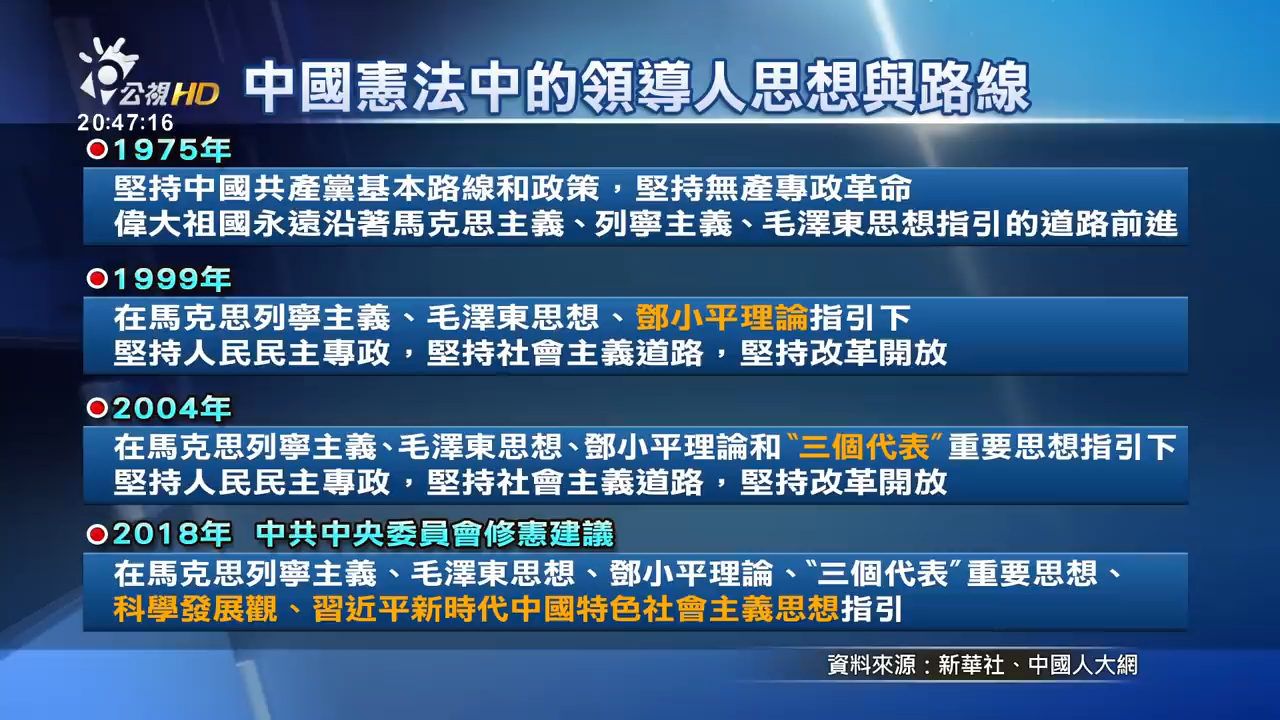 公視HD
中國憲法中的領導人思想與路線
20:47:16
1975年
堅持中國共產黨基本路線和政策，堅持無產專政革命
偉大祖國永遠沿著馬克思主義、列寧主義、毛澤東思想指引的道路前進
1999年
在馬克思列寧主義、毛澤東思想、鄧小平理論指引下
堅持人民民主專政，堅持社會主義道路，堅持改革開放
2004年
在馬克思列寧主義、毛澤東思想、鄧小平理論和〝三個代表〞重要思想指引下
堅持人民民主專政，堅持社會主義道路，堅持改革開放
2018年 中共中央委員會修憲建議
在馬克思列寧主義、毛澤東思想、鄧小平理論、〝三個代表〞重要思想、
科學發展觀、習近平新時代中國特色社會主義思想指引
資料來源：新華社、中國人大網